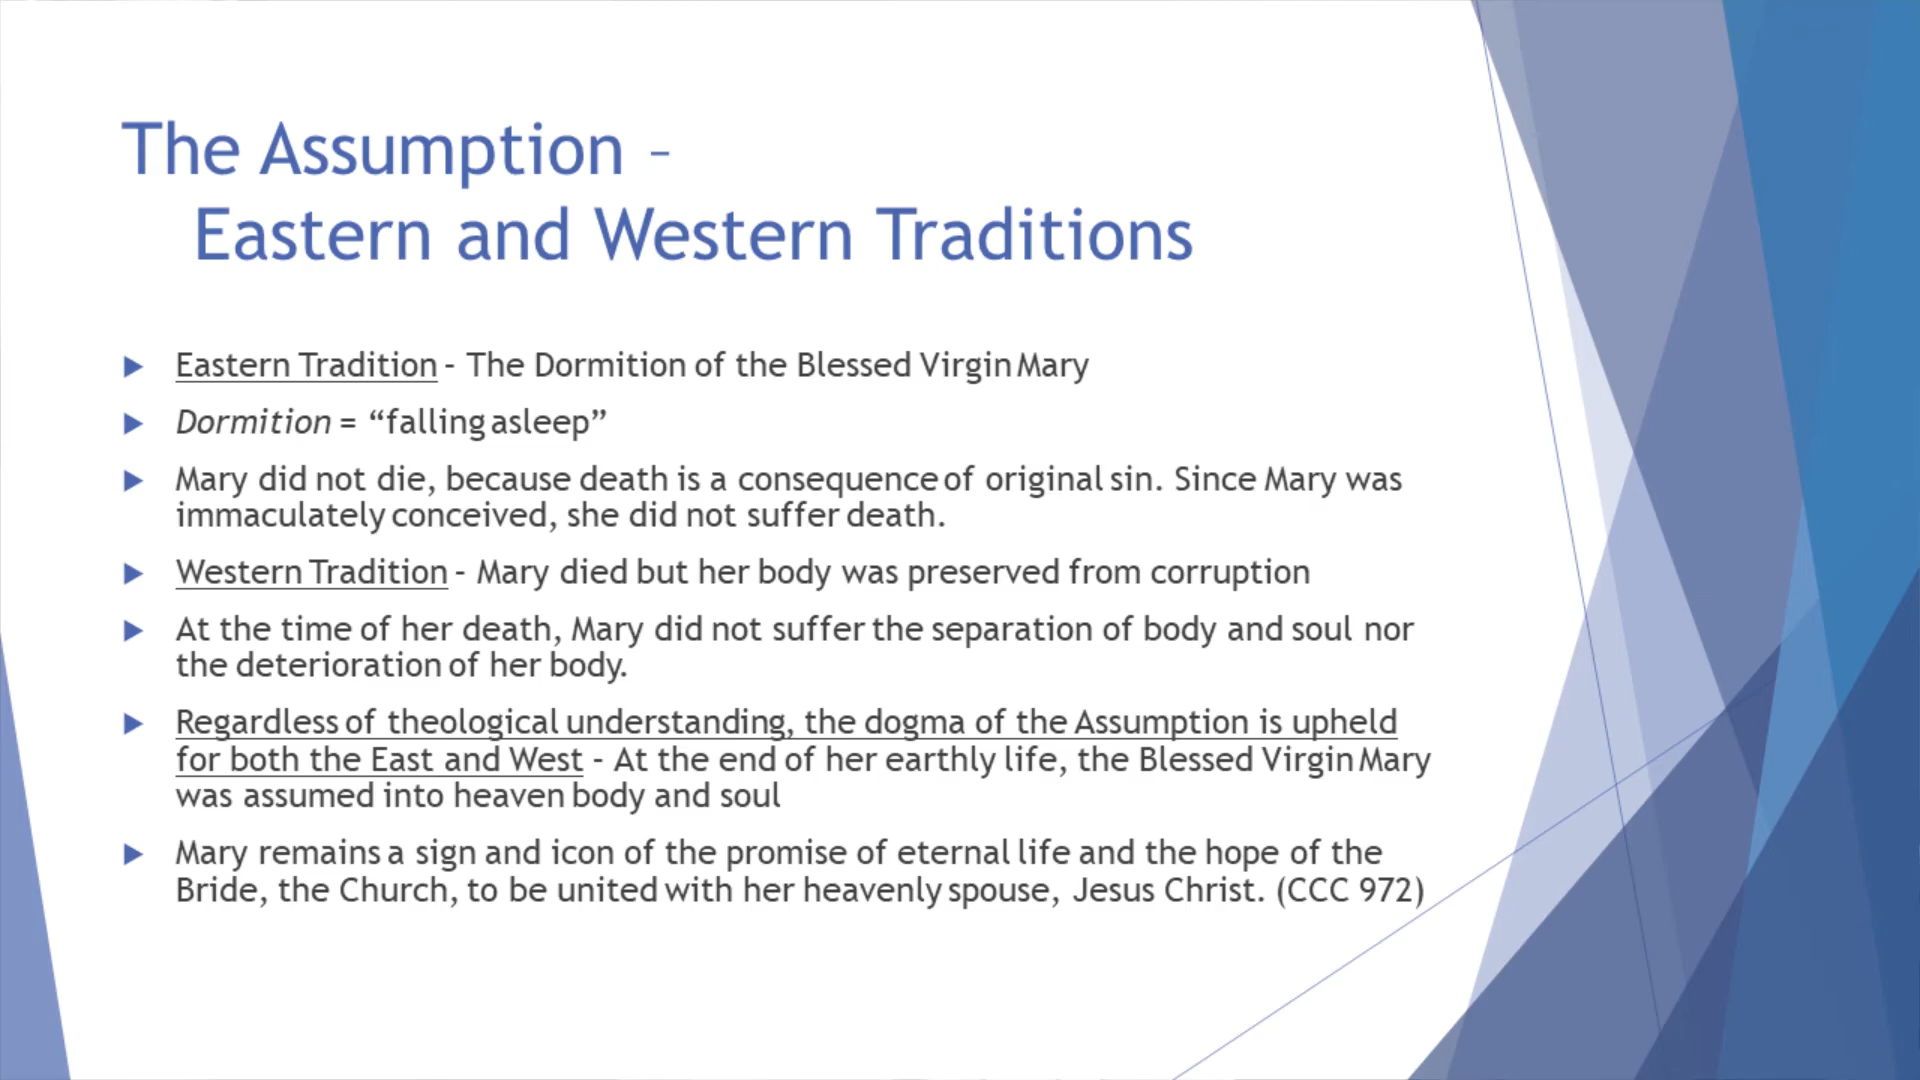 The Assumption –
Eastern and Western Traditions
Eastern Tradition – The Dormition of the Blessed Virgin Mary
Dormition = “falling asleep”
Mary did not die, because death is a consequence of original sin. Since Mary was
immaculately conceived, she did not suffer death.
Western Tradition – Mary died but her body was preserved from corruption
At the time of her death, Mary did not suffer the separation of body and soul nor
the deterioration of her body.
Regardless of theological understanding, the dogma of the Assumption is upheld
for both the East and West – At the end of her earthly life, the Blessed Virgin Mary
was assumed into heaven body and soul
Mary remains a sign and icon of the promise of eternal life and the hope of the
Bride, the Church, to be united with her heavenly spouse, Jesus Christ. (CCC 972)